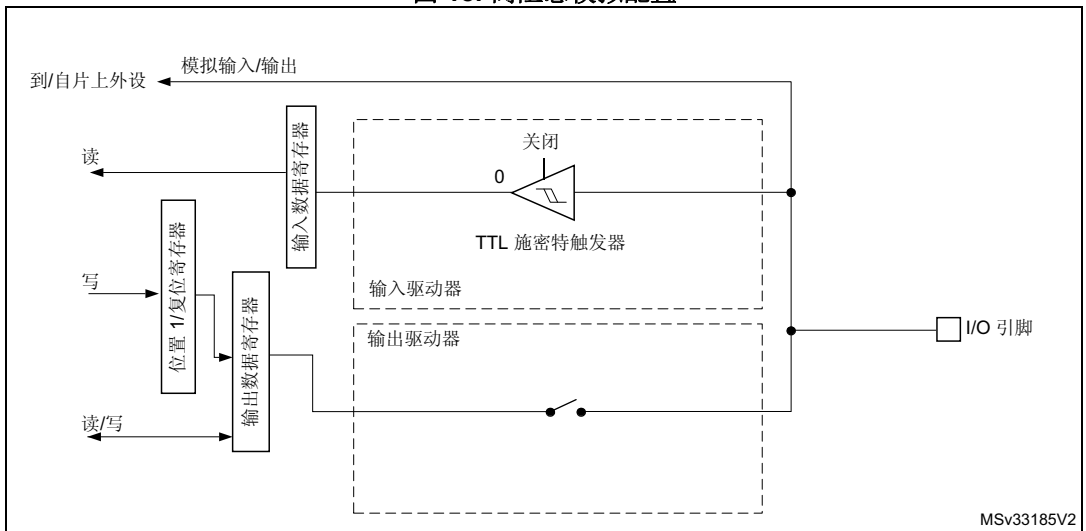 模拟输入/输出
到/自片上外设
关闭
读
0
输入数据寄存器
TTL 施密特触发器
位置 1/复位寄存器
写
输入驱动器
输出数据寄存器
输出驱动器
I/O 引脚
读/写
MSv33185V2